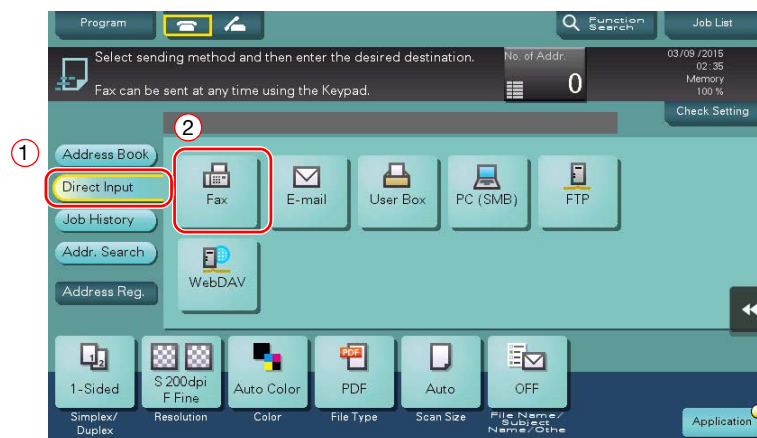 Program
Function
Search
Job List
Select sending method and then enter the desired destination.
Fax can be sent at any time using the Keypad.
No. of Addr.
0
03/09 /2015
02:35
Memory
100 %
Check Setting
1
2
Address Book
Direct Input
Job History
Addr. Search
Address Reg.
Fax
E-mail
User Box
PC (SMB)
FTP
WebDAV
1 2
1-Sided
S 200dpi
F Fine
Auto Color
PDF
PDF
Auto
OFF
Simplex/
Duplex
Resolution
Color
File Type
Scan Size
File Name/
Subject
Name/Othe
Application